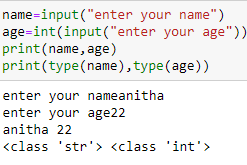 name=input("enter your name")
age=int(input("enter your age"))
print(name,age)
print(type(name),type(age))
enter your nameanitha
enter your age22
anitha 22
<class 'str'> <class 'int'>